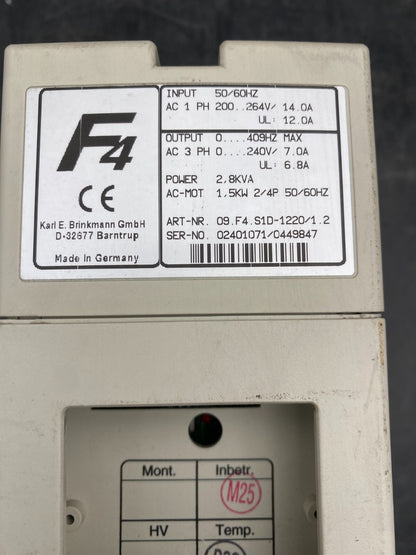 F4
CE
Karl E. Brinkmann GmbH
D-32677 Barntrup
Made in Germany
INPUT 50/60HZ
AC 1 PH 200..264V/ 14.0A
UL: 12.0A
OUTPUT 0....409HZ MAX
AC 3 PH 0....240V/ 7.0A
UL: 6.8A
POWER 2,8KVA
AC-MOT 1,5KW 2/4P 50/60HZ
ART-NR. 09.F4.S1D-1220/1.2
SER-NO. 02401071/0449847
Mont. Inbetr.
M25
HV Temp.